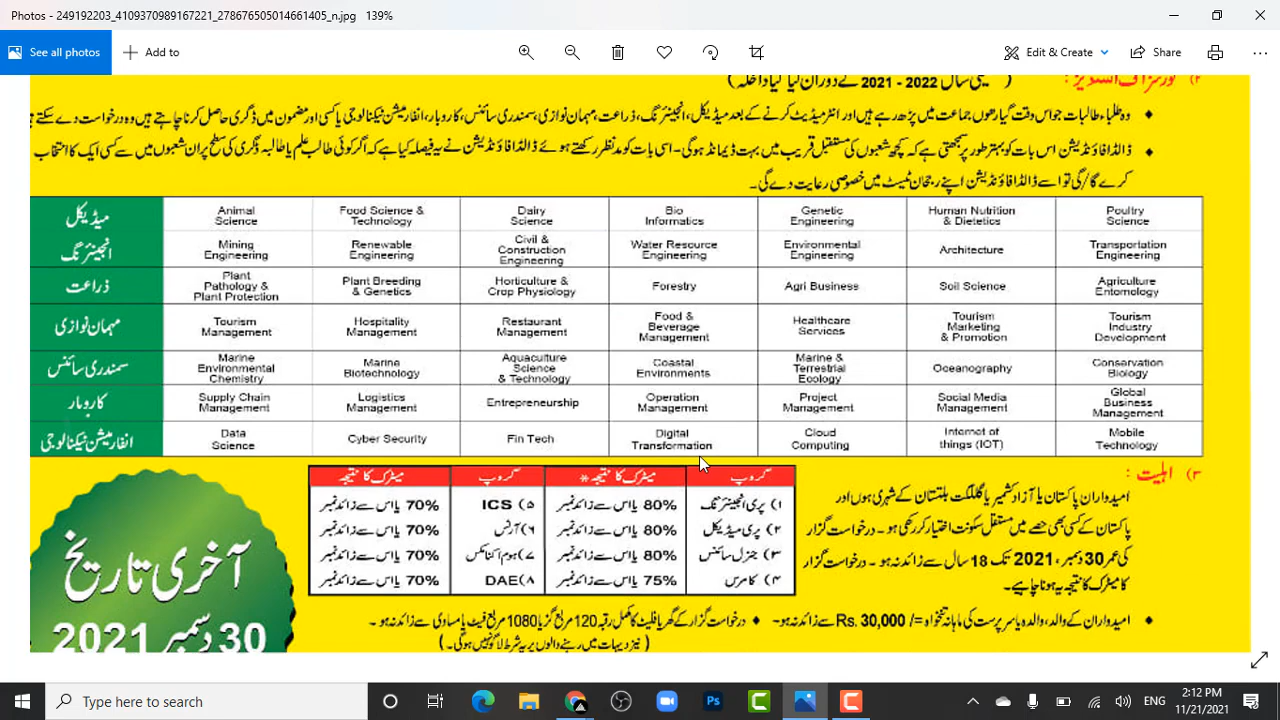 Photos - 249192203_4109370989167221_278676505014661405_n.jpg 139%
See all photos
Add to
Edit & Create
Share
تعلیمی سال 2022 - 2021 کے دوران لیا گیا داخلہ)
وہ طلباء طالبات جو اس وقت گیارھویں جماعت میں پڑھ رہے ہیں اور انٹرمیڈیٹ کرنے کے بعد میڈیکل، انجینئرنگ، ذراعت، مہمان نوازی، سمندری سائنس، کاروبار، انفارمیشن ٹیکنالوجی یا کسی اور مضمون میں ڈگری حاصل کرنا چاہتے ہیں وہ درخواست دے سکتے
ڈالڈا فاؤنڈیشن اس بات کو بہتر طور پر سمجھتی ہے کہ کچھ شعبوں کی مستقبل قریب میں بہت ڈیمانڈ ہوگی۔ اسی بات کو مدنظر رکھتے ہوئے ڈالڈا فاؤنڈیشن نے یہ فیصلہ کیا ہے کہ اگر کوئی طالب علم یا طالبہ ڈگری کی سطح پر ان شعبوں میں سے کسی ایک کا انتخاب
کرے گا/گی تو اسے ڈالڈا فاؤنڈیشن اپنے رجحان ٹیسٹ میں خصوصی رعایت دے گی۔
میڈیکل Animal Science Food Science & Technology Dairy Science Bio Informatics Genetic Engineering Human Nutrition & Dietetics Poultry Science
انجینئرنگ Mining Engineering Renewable Engineering Civil & Construction Engineering Water Resource Engineering Environmental Engineering Architecture Transportation Engineering
ذراعت Plant Pathology & Plant Protection Plant Breeding & Genetics Horticulture & Crop Physiology Forestry Agri Business Soil Science Agriculture Entomology
مہمان نوازی Tourism Management Hospitality Management Restaurant Management Food & Beverage Management Healthcare Services Tourism Marketing & Promotion Tourism Industry Development
سمندری سائنس Marine Environmental Chemistry Marine Biotechnology Aquaculture Science & Technology Coastal Environments Marine & Terrestrial Ecology Oceanography Conservation Biology
کاروبار Supply Chain Management Logistics Management Entrepreneurship Operation Management Project Management Social Media Management Global Business Management
انفارمیشن ٹیکنالوجی Data Science Cyber Security Fin Tech Digital Transformation Cloud Computing Internet of things (IOT) Mobile Technology
۳) اہلیت :
امیدواران پاکستان یا آزاد کشمیر یا گلگت بلتستان کے شہری ہوں اور
پاکستان کے کسی بھی حصے میں مستقل سکونت اختیار کر رکھی ہو۔ درخواست گزار
کی عمر 30 دسمبر، 2021 تک 18 سال سے زائد نہ ہو۔ درخواست گزار
کا میٹرک کا نتیجہ یہ ہونا چاہیے۔
گروپ میٹرک کا نتیجہ * گروپ میٹرک کا نتیجہ
۱) پری انجینئرنگ 80% یا اس سے زائد نمبر ۵) ICS 70% یا اس سے زائد نمبر
۲) پری میڈیکل 80% یا اس سے زائد نمبر ۶) آرٹس 70% یا اس سے زائد نمبر
۳) جنرل سائنس 80% یا اس سے زائد نمبر ۷) ہوم اکنامکس 70% یا اس سے زائد نمبر
۴) کامرس 75% یا اس سے زائد نمبر ۸) DAE 70% یا اس سے زائد نمبر
امیدواران کے والد، والدہ یا سرپرست کی ماہانہ تنخواہ =/Rs. 30,000 سے زائد نہ ہو۔
درخواست گزار کے گھر یا فلیٹ کا مکمل رقبہ 120 مربع گز یا 1080 مربع فیٹ یا مساوی سے زائد نہ ہو۔
(نیز دیہات میں رہنے والوں پر یہ شرط لاگو نہیں ہوتی۔)
آخری تاریخ
30 دسمبر 2021
Type here to search
ENG
2:12 PM
11/21/2021